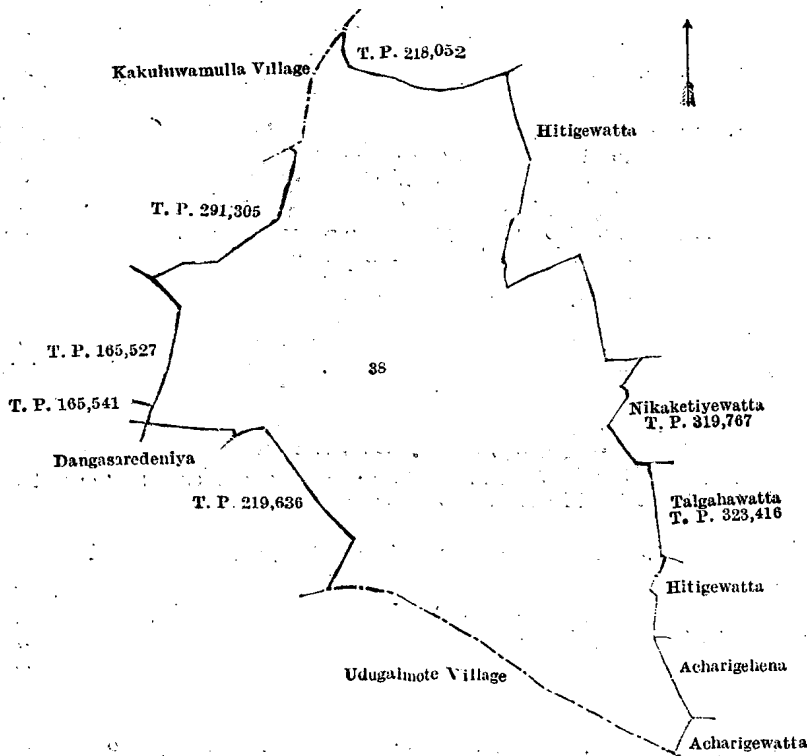 T. P. 218,052
Kakuluwamulla Village
Hitigewatta
T. P. 291,305
T. P. 165,527
38
T. P. 165,541
Nikaketiyewatta
T. P. 319,767
Dangasaredeniya
T. P. 219,636
Talgahawatta
T. P. 323,416
Hitigewatta
Acharigehena
Udugalmote Village
Acharigewatta